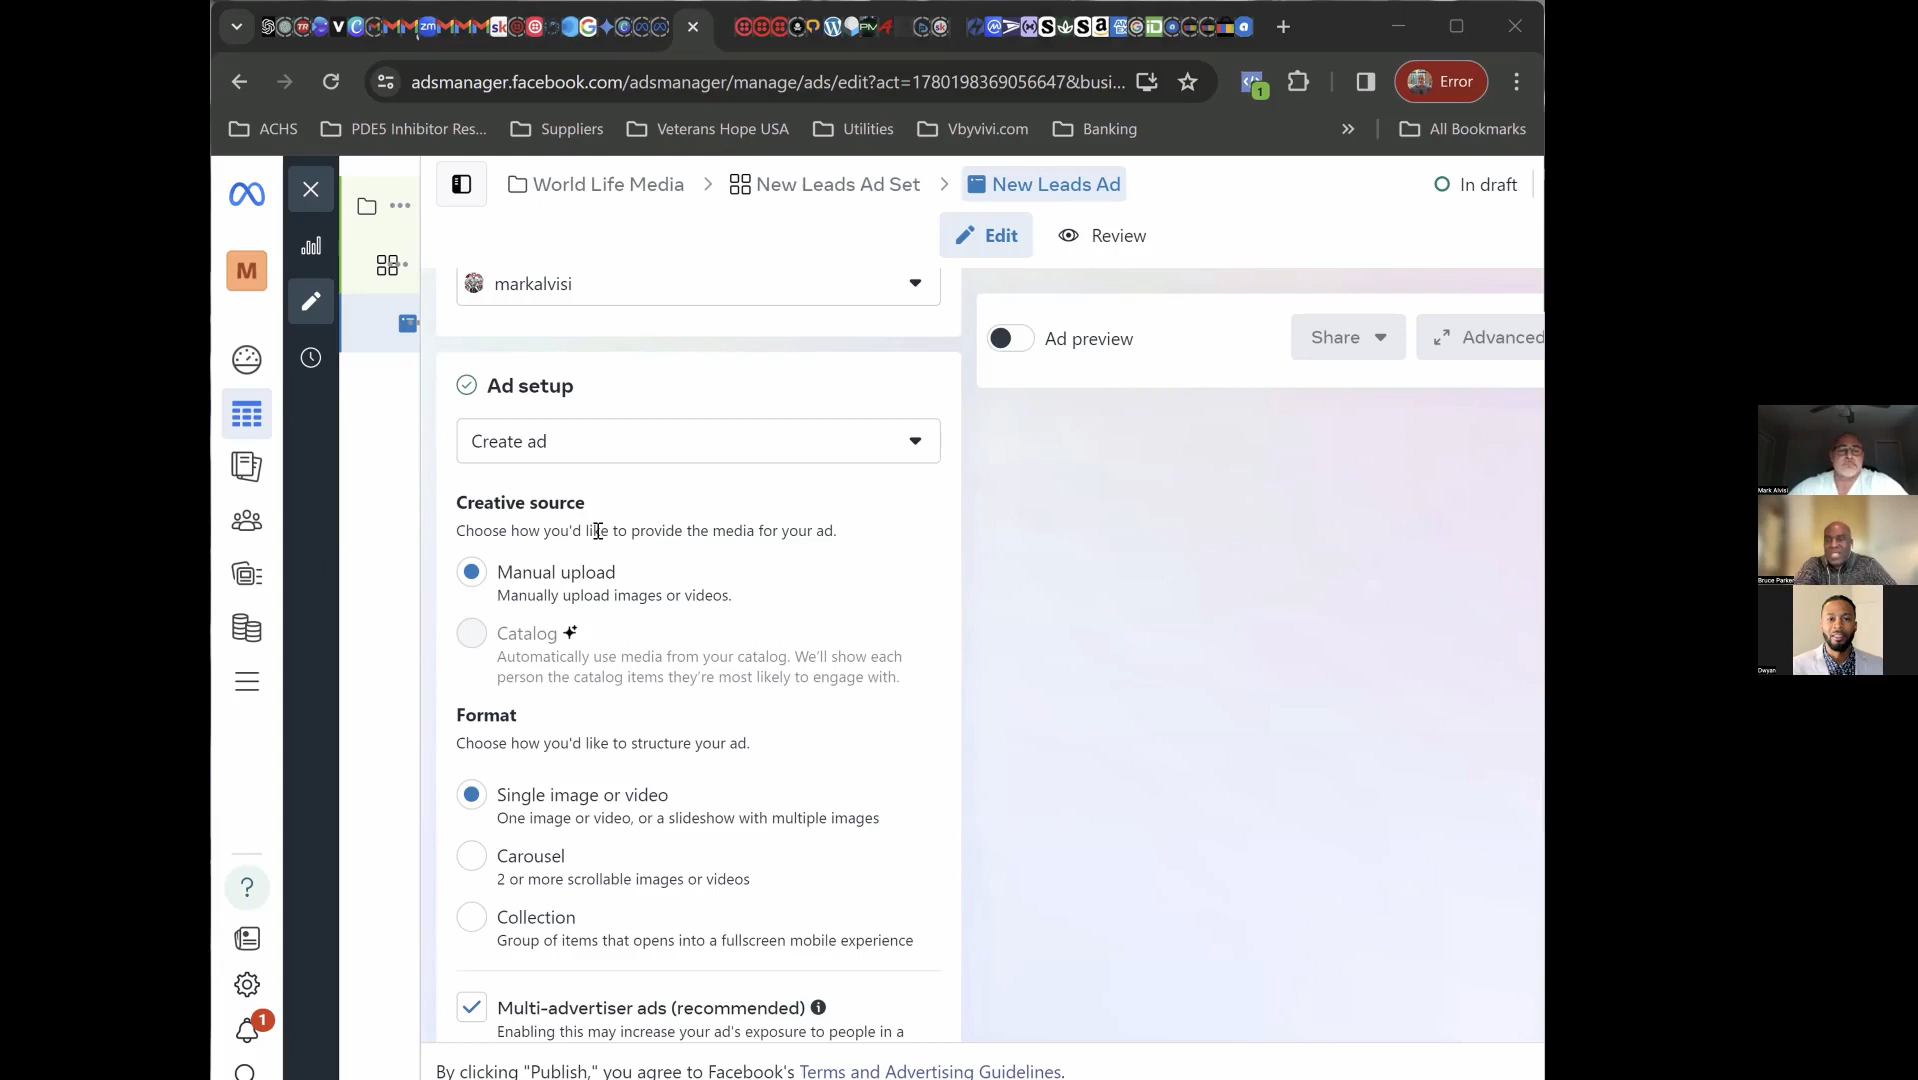 adsmanager.facebook.com/adsmanager/manage/ads/edit?act=1780198369056647&busi...
1
Error
ACHS
PDE5 Inhibitor Res...
Suppliers
Veterans Hope USA
Utilities
Vbyvivi.com
Banking
All Bookmarks
World Life Media
New Leads Ad Set
New Leads Ad
In draft
Edit
Review
M
markalvisi
Ad preview
Share
Advanced
Ad setup
Create ad
Creative source
Choose how you'd like to provide the media for your ad.
Manual upload
Manually upload images or videos.
Catalog
Automatically use media from your catalog. We'll show each
person the catalog items they're most likely to engage with.
Format
Choose how you'd like to structure your ad.
Single image or video
One image or video, or a slideshow with multiple images
Carousel
2 or more scrollable images or videos
Collection
Group of items that opens into a fullscreen mobile experience
Multi-advertiser ads (recommended)
Enabling this may increase your ad's exposure to people in a
1
By clicking "Publish," you agree to Facebook's Terms and Advertising Guidelines.
Mark Alvisi
Bruce Parker
Dwyan